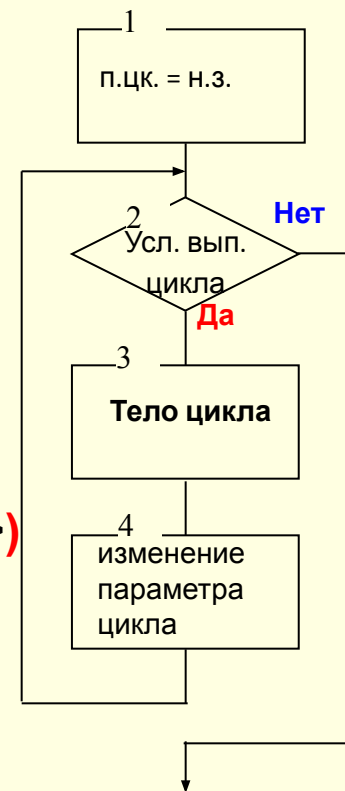 1
п.цк. = н.з.
2
Нет
Усл. вып.
цикла
Да
3
Тело цикла
)
4
изменение
параметра
цикла